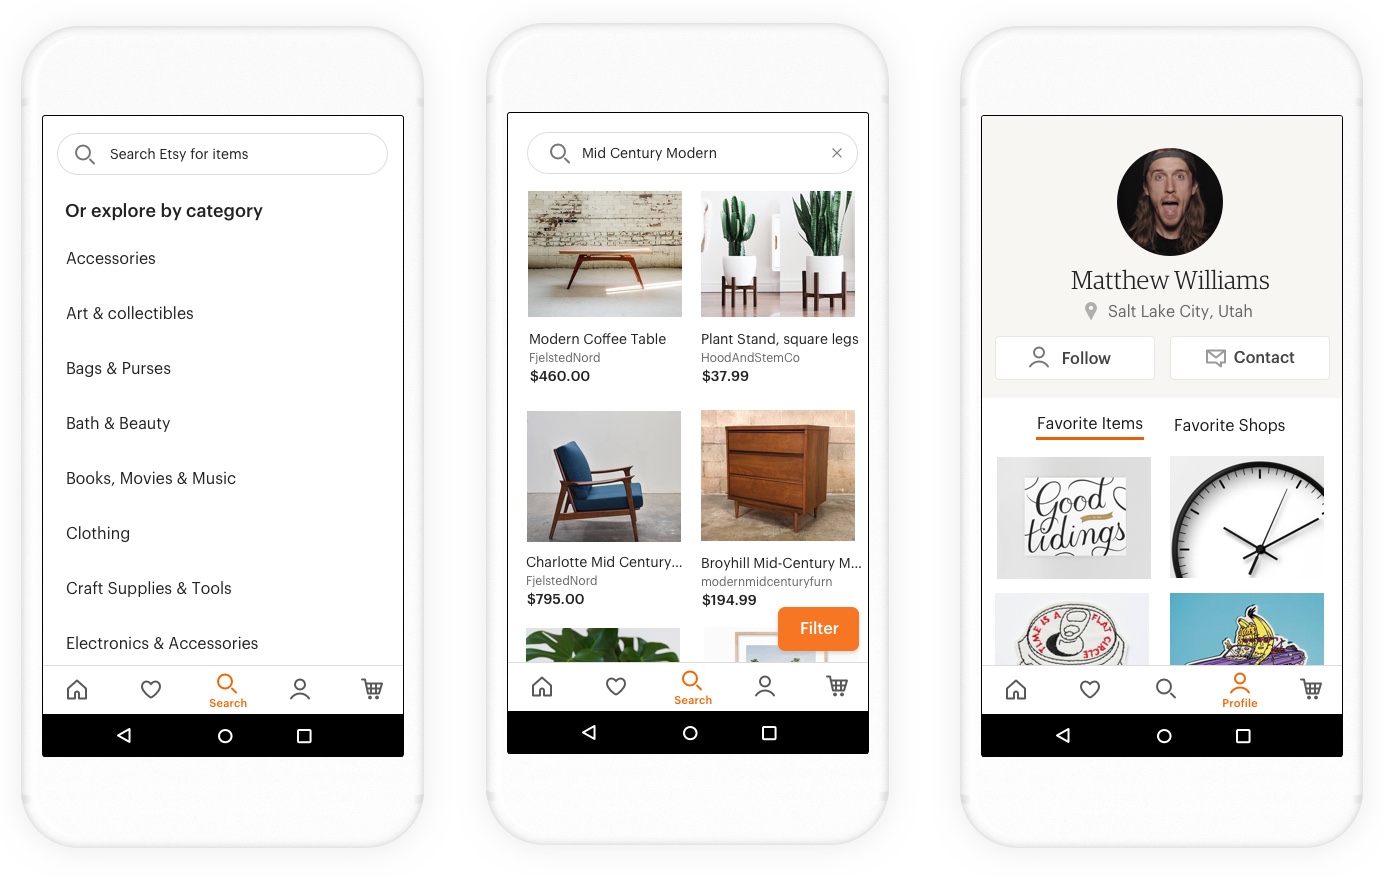 Search Etsy for items
Or explore by category
Accessories
Art & collectibles
Bags & Purses
Bath & Beauty
Books, Movies & Music
Clothing
Craft Supplies & Tools
Electronics & Accessories
Search
Mid Century Modern
Modern Coffee Table
FjelstedNord
$460.00
Plant Stand, square legs
HoodAndStemCo
$37.99
Charlotte Mid Century...
FjelstedNord
$795.00
Broyhill Mid-Century M...
modernmidcenturyfurn
$194.99
Filter
Search
Matthew Williams
Salt Lake City, Utah
Follow
Contact
Favorite Items
Favorite Shops
Good
tidings
TIME IS A FLAT CIRCLE
Profile